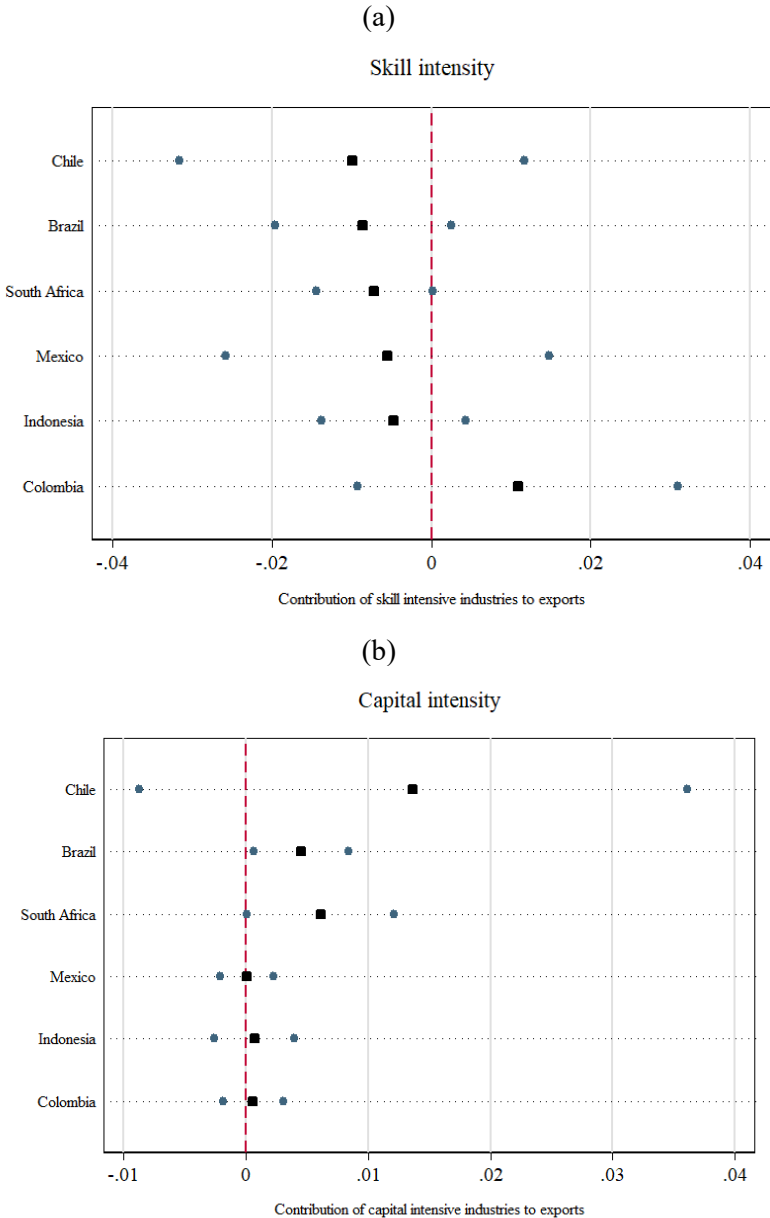 (a)
Skill intensity
Chile
Brazil
South Africa
Mexico
Indonesia
Colombia
-.04 -.02 0 .02 .04
Contribution of skill intensive industries to exports
(b)
Capital intensity
Chile
Brazil
South Africa
Mexico
Indonesia
Colombia
-.01 0 .01 .02 .03 .04
Contribution of capital intensive industries to exports